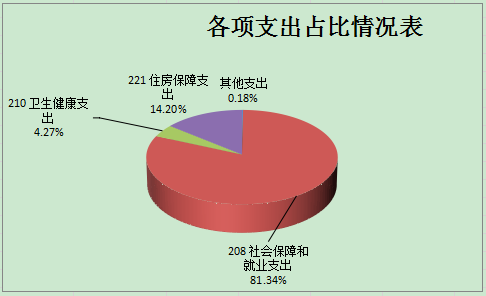 各项支出占比情况表
221 住房保障支
出
14.20%
其他支出
0.18%
210 卫生健康支
出
4.27%
208 社会保障和
就业支出
81.34%